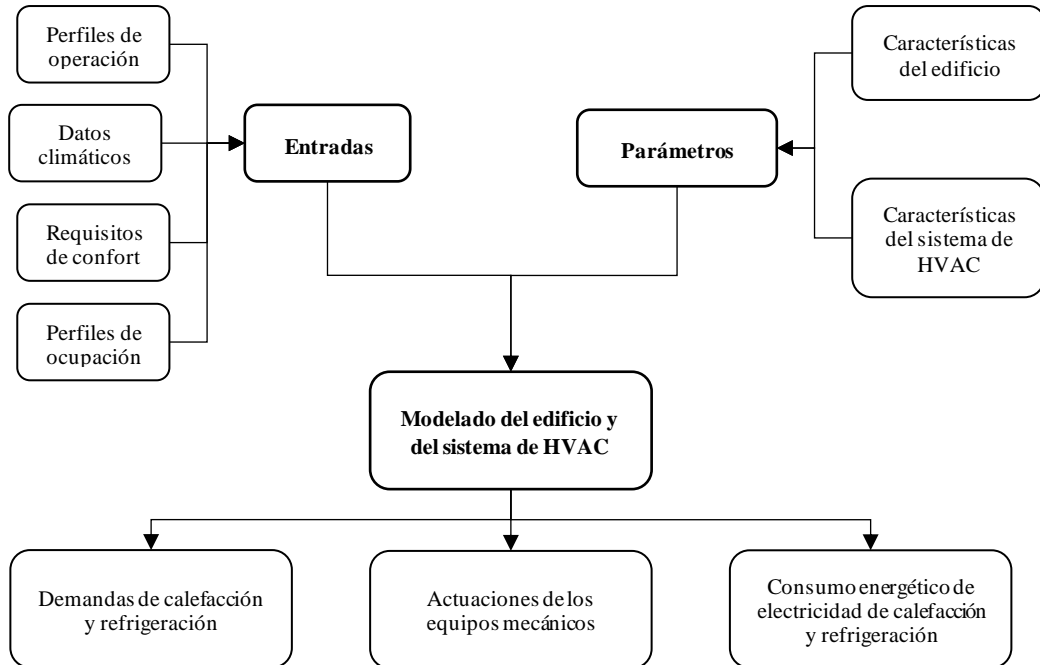 Perfiles de
operación
Datos
climáticos
Requisitos
de confort
Perfiles de
ocupación
Entradas
Parámetros
Características
del edificio
Características
del sistema de
HVAC
Modelado del edificio y
del sistema de HVAC
Demandas de calefacción
y refrigeración
Actuaciones de los
equipos mecánicos
Consumo energético de
electricidad de calefacción
y refrigeración